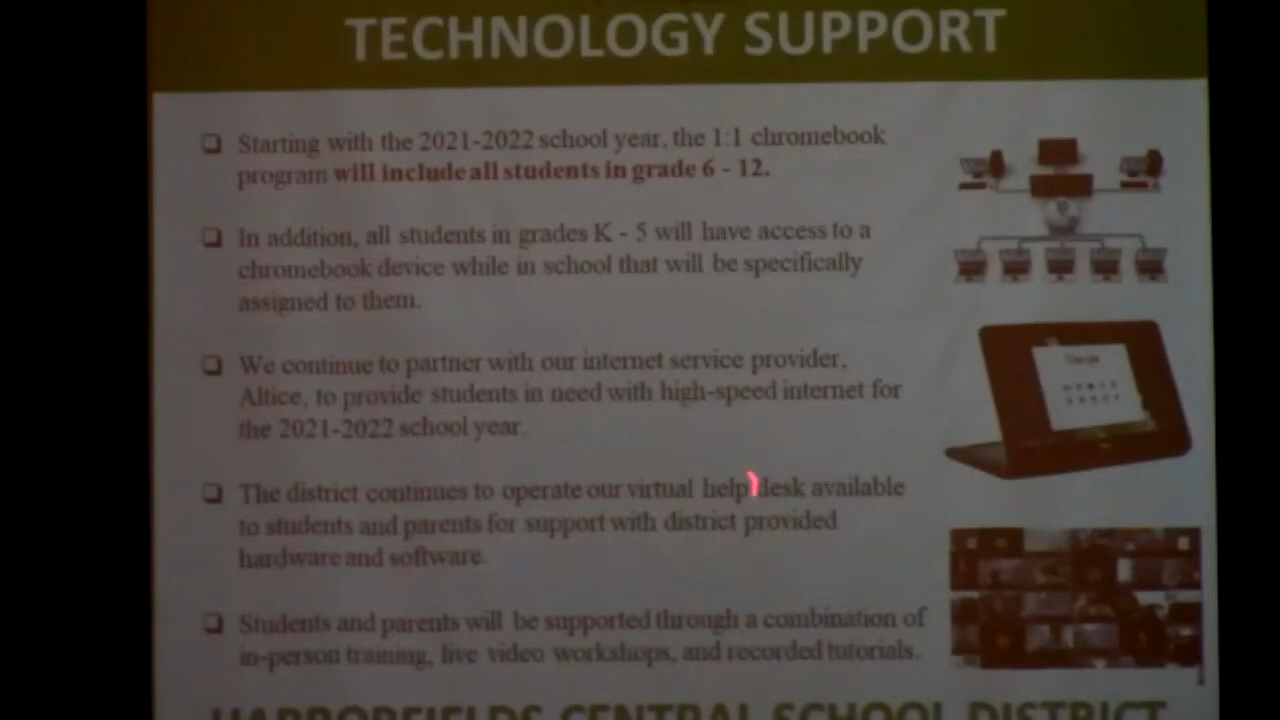 TECHNOLOGY SUPPORT
❑ Starting with the 2021-2022 school year, the 1:1 chromebook
program will include all students in grade 6 - 12.
❑ In addition, all students in grades K - 5 will have access to a
chromebook device while in school that will be specifically
assigned to them.
❑ We continue to partner with our internet service provider,
Altice, to provide students in need with high-speed internet for
the 2021-2022 school year.
❑ The district continues to operate our virtual help desk available
to students and parents for support with district provided
hardware and software.
❑ Students and parents will be supported through a combination of
in-person training, live video workshops, and recorded tutorials.
Google
HARBORFIELDS CENTRAL SCHOOL DISTRICT